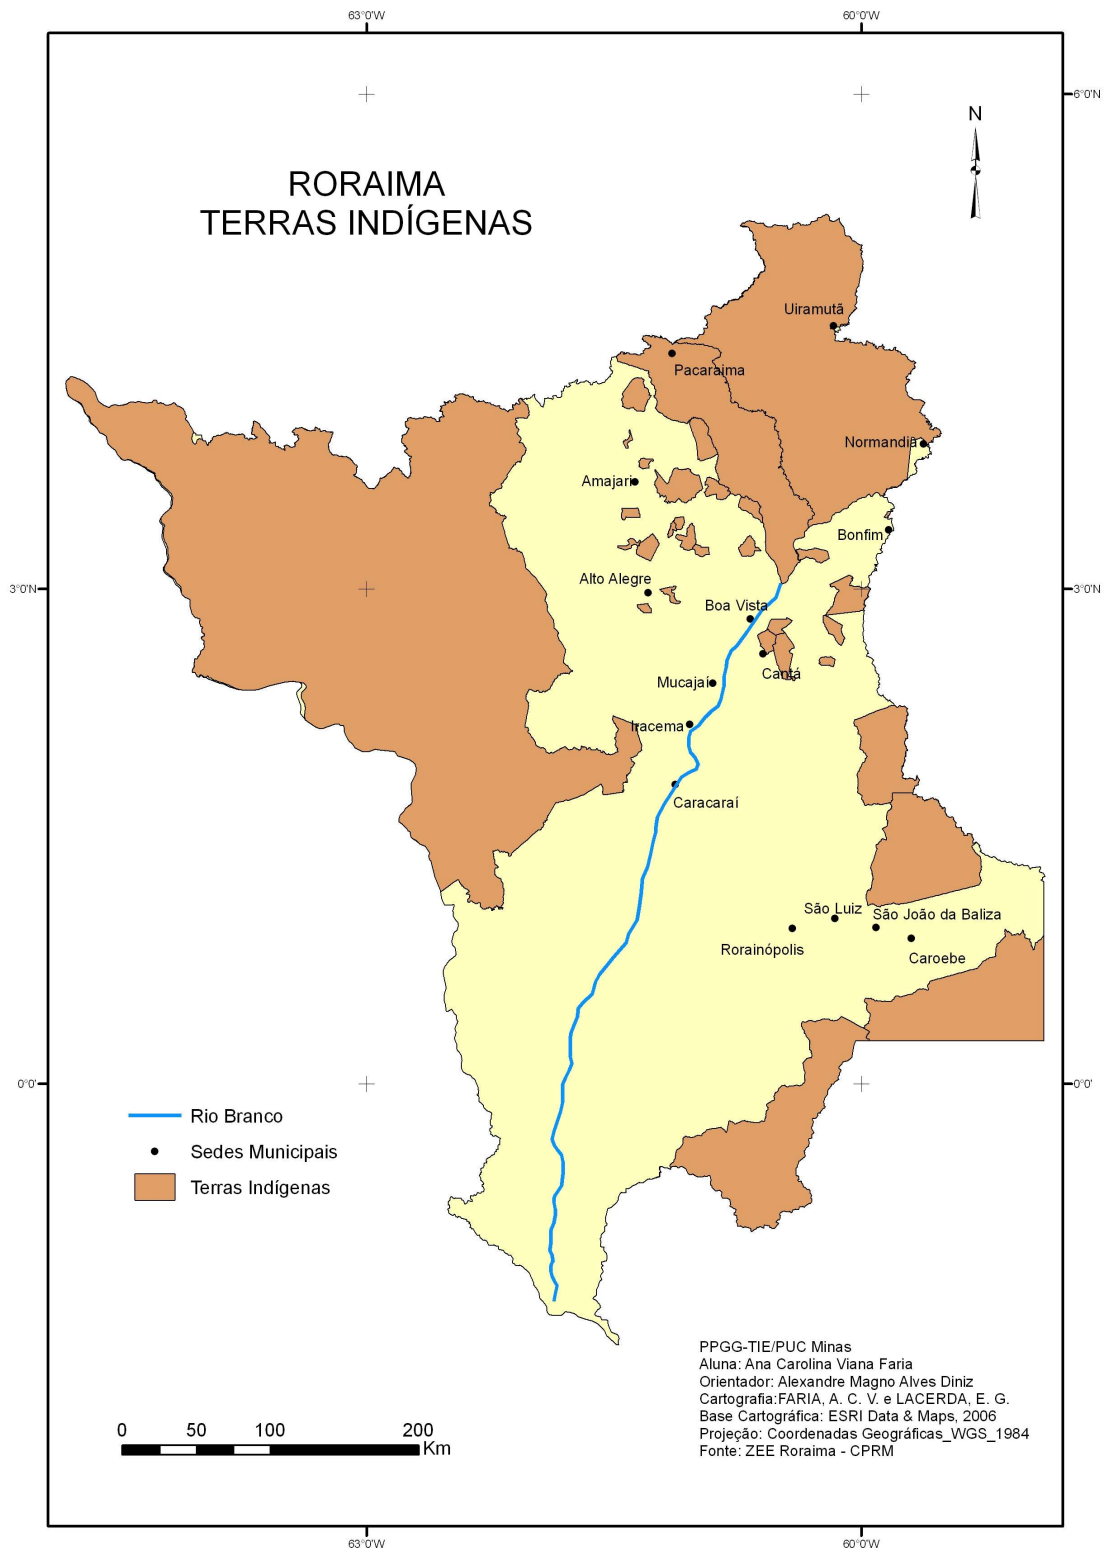 63°0'W
60°0'W
6°0'N
N
RORAIMA
TERRAS INDÍGENAS
Uiramutã
Pacaraima
Normandia
Amajari
Bonfim
Alto Alegre
3°0'N
3°0'N
Boa Vista
Cantá
Mucajaí
Iracema
Caracaraí
São Luiz
São João da Baliza
Rorainópolis
Caroebe
0°0'
0°0'
Rio Branco
Sedes Municipais
Terras Indígenas
PPGG-TIE/PUC Minas
Aluna: Ana Carolina Viana Faria
Orientador: Alexandre Magno Alves Diniz
Cartografia:FARIA, A. C. V. e LACERDA, E. G.
Base Cartográfica: ESRI Data & Maps, 2006
Projeção: Coordenadas Geográficas_WGS_1984
Fonte: ZEE Roraima - CPRM
0 50 100 200
Km
63°0'W
60°0'W